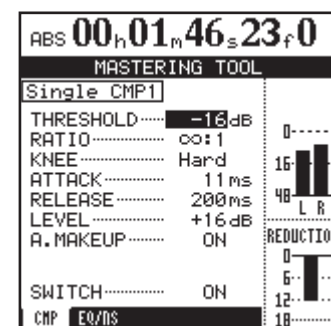 ABS 00h01m46s23f0
MASTERING TOOL
Single CMP1
THRESHOLD -16dB
RATIO ∞:1
KNEE Hard
ATTACK 11ms
RELEASE 200ms
LEVEL +16dB
A.MAKEUP ON
SWITCH ON
CMP EQ/NS
0
16
48
L R
REDUCTIO
0
6
12
18